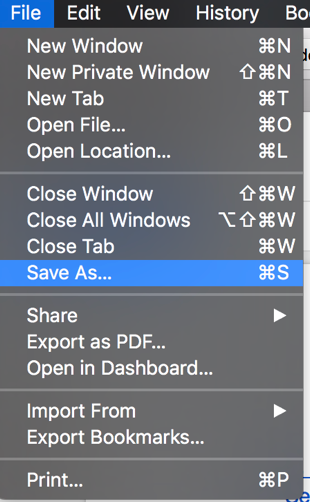 File Edit View History
New Window ⌘N
New Private Window ⇧⌘N
New Tab ⌘T
Open File... ⌘O
Open Location... ⌘L
Close Window ⇧⌘W
Close All Windows ⌥⇧⌘W
Close Tab ⌘W
Save As... ⌘S
Share ▶
Export as PDF...
Open in Dashboard...
Import From ▶
Export Bookmarks...
Print... ⌘P